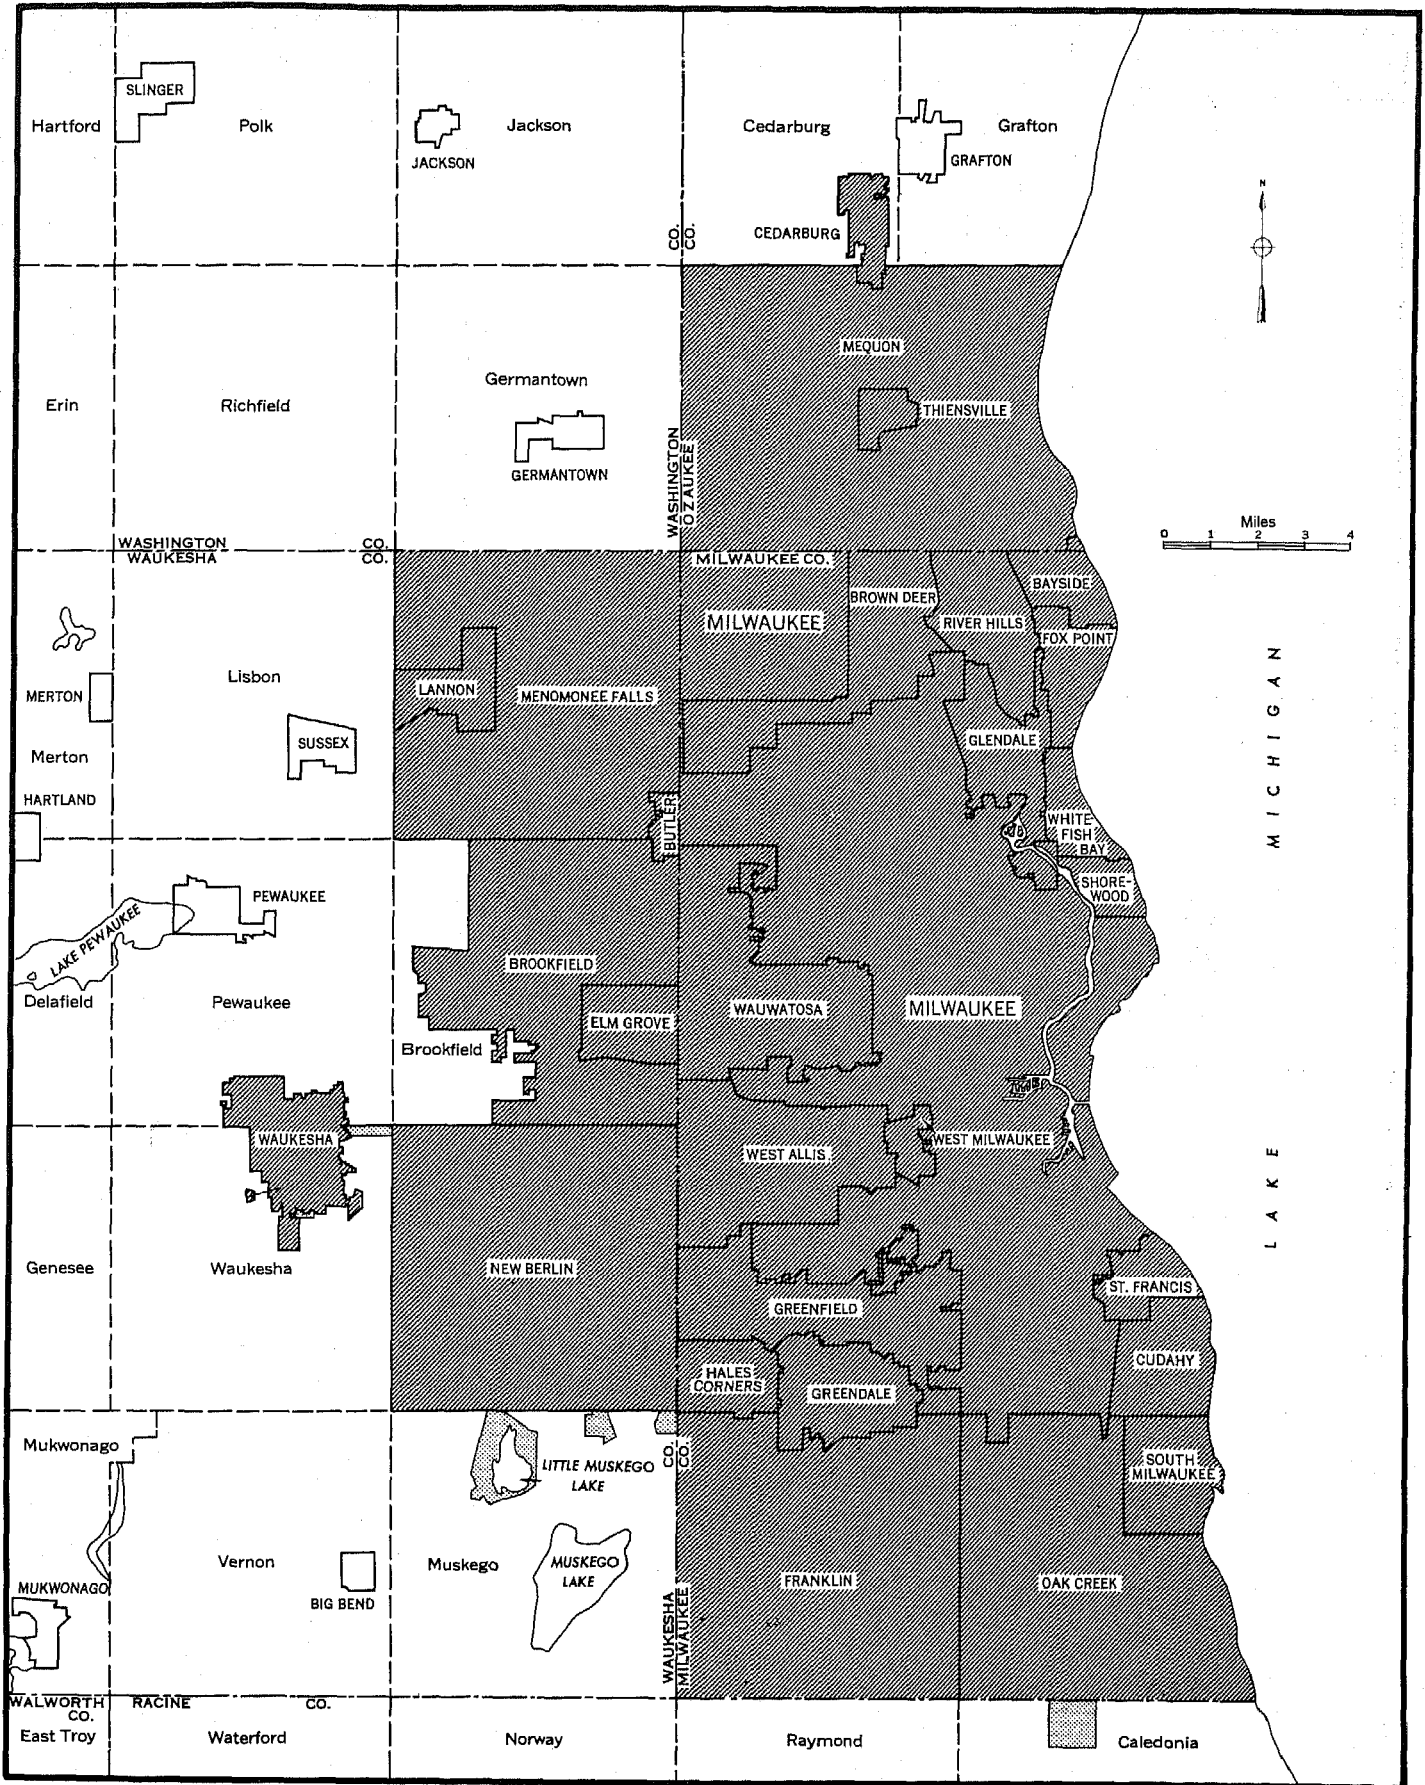 SLINGER
Hartford
Polk
Jackson
JACKSON
Cedarburg
Grafton
GRAFTON
CEDARBURG
CO.
CO.
N
MEQUON
THIENSVILLE
Erin
Richfield
Germantown
GERMANTOWN
WASHINGTON
OZAUKEE
Miles
0 1 2 3 4
WASHINGTON CO.
WAUKESHA CO.
MILWAUKEE CO.
BROWN DEER
BAYSIDE
MILWAUKEE
RIVER HILLS
FOX POINT
Lisbon
MERTON
LANNON
MENOMONEE FALLS
GLENDALE
SUSSEX
Merton
HARTLAND
BUTLER
WHITE-
FISH
BAY
SHORE-
WOOD
LAKE MICHIGAN
PEWAUKEE
LAKE PEWAUKEE
Delafield
Pewaukee
BROOKFIELD
ELM GROVE
WAUWATOSA
MILWAUKEE
Brookfield
WAUKESHA
WEST ALLIS
WEST MILWAUKEE
Genesee
Waukesha
NEW BERLIN
GREENFIELD
ST. FRANCIS
CUDAHY
HALES
CORNERS
GREENDALE
Mukwonago
LITTLE MUSKEGO
LAKE
CO.
CO.
SOUTH
MILWAUKEE
Vernon
Muskego
MUSKEGO
LAKE
FRANKLIN
OAK CREEK
MUKWONAGO
BIG BEND
WAUKESHA
MILWAUKEE
WALWORTH
CO.
RACINE CO.
East Troy
Waterford
Norway
Raymond
Caledonia